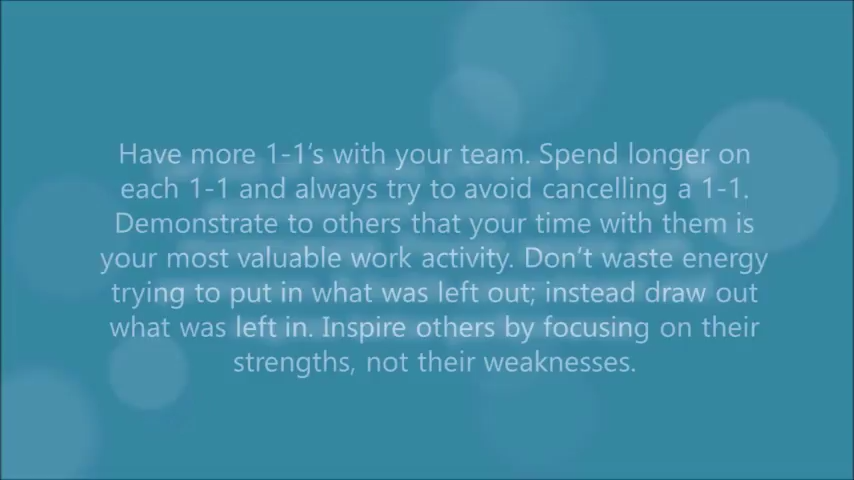 Have more 1-1's with your team. Spend longer on
each 1-1 and always try to avoid cancelling a 1-1.
Demonstrate to others that your time with them is
your most valuable work activity. Don't waste energy
trying to put in what was left out; instead draw out
what was left in. Inspire others by focusing on their
strengths, not their weaknesses.